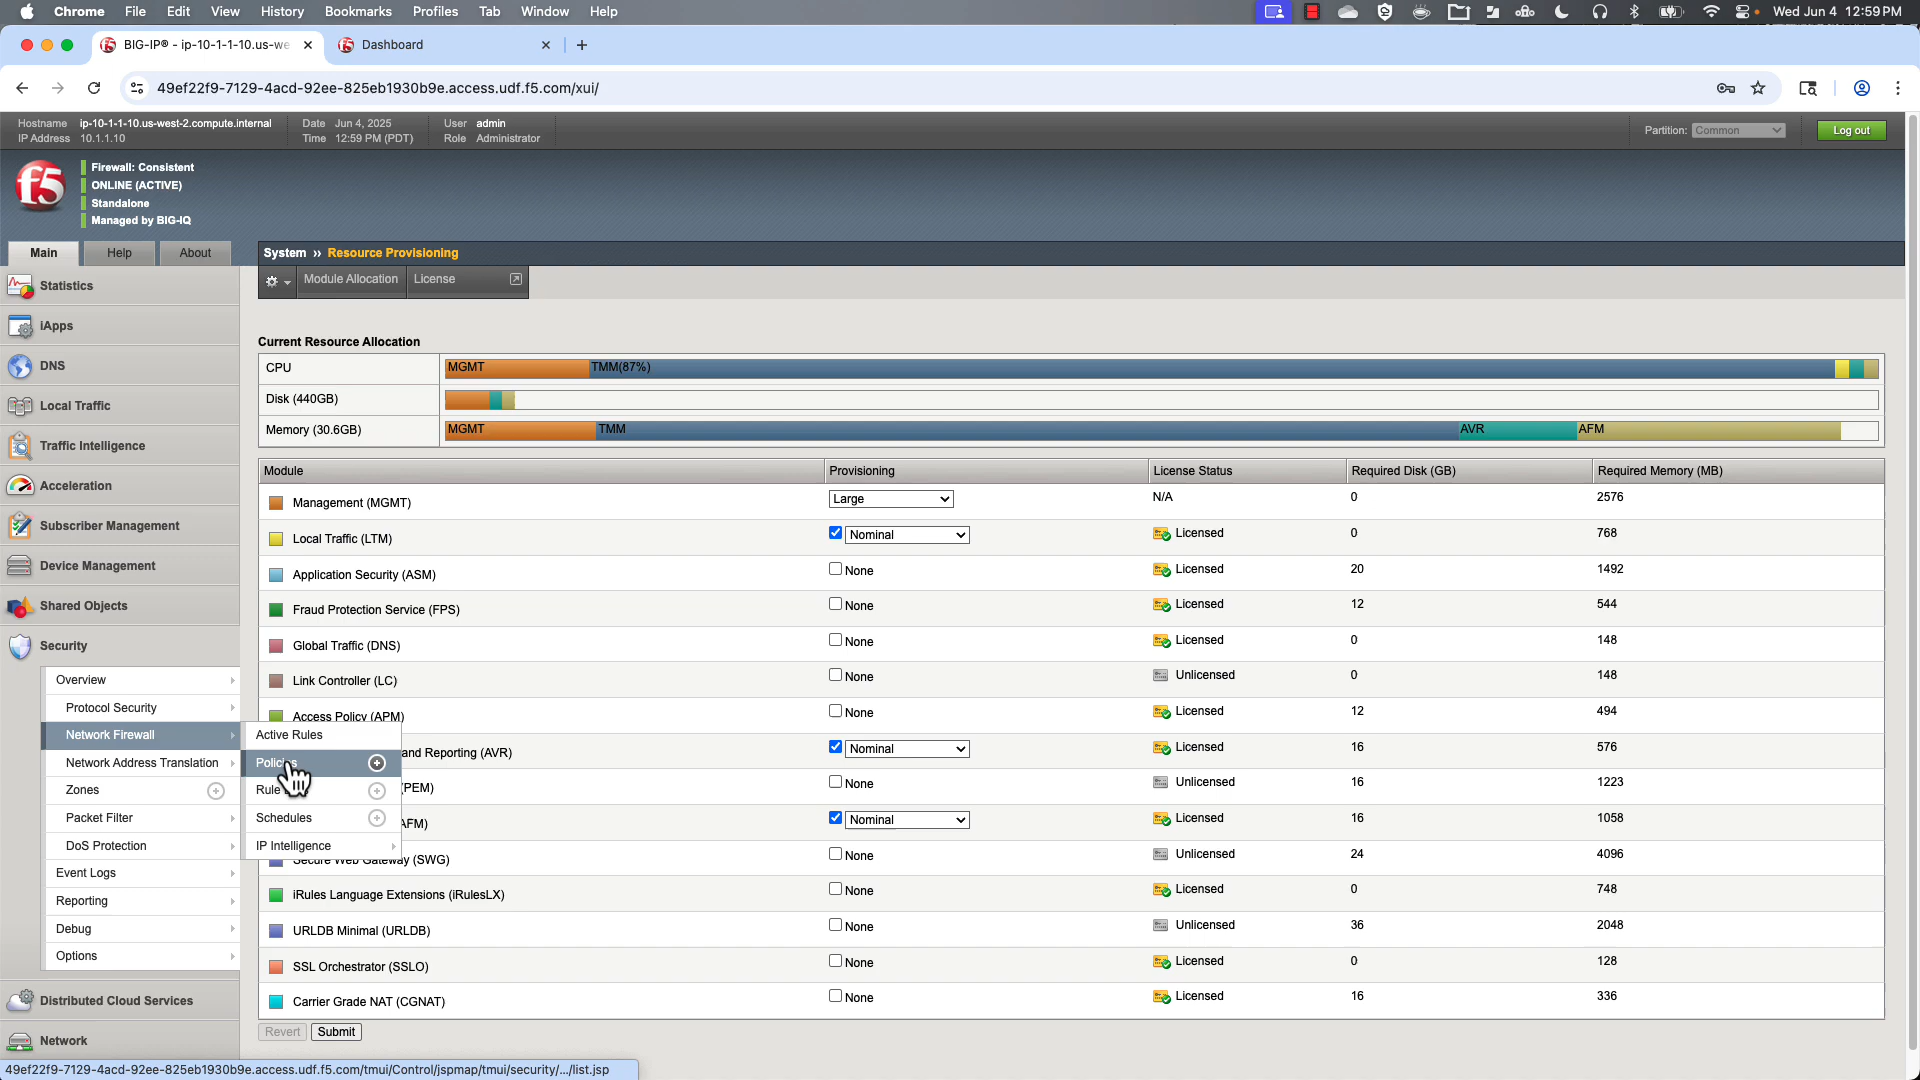 Chrome File Edit View History Bookmarks Profiles Tab Window Help Wed Jun 4 12:59 PM
BIG-IP® - ip-10-1-1-10.us-we Dashboard
49ef22f9-7129-4acd-92ee-825eb1930b9e.access.udf.f5.com/xui/
Hostname ip-10-1-1-10.us-west-2.compute.internal Date Jun 4, 2025 User admin
IP Address 10.1.1.10 Time 12:59 PM (PDT) Role Administrator
Partition: Common Log out
f5
Firewall: Consistent
ONLINE (ACTIVE)
Standalone
Managed by BIG-IQ
Main Help About
System » Resource Provisioning
Module Allocation License
Statistics
iApps
DNS
Local Traffic
Traffic Intelligence
Acceleration
Subscriber Management
Device Management
Shared Objects
Security
Overview
Protocol Security
Network Firewall
Network Address Translation
Zones
Packet Filter
DoS Protection
Event Logs
Reporting
Debug
Options
Distributed Cloud Services
Network
Active Rules
Policies
Rule
Schedules
IP Intelligence
Current Resource Allocation
CPU MGMT TMM(87%)
Disk (440GB)
Memory (30.6GB) MGMT TMM AVR AFM
Module Provisioning License Status Required Disk (GB) Required Memory (MB)
Management (MGMT) Large N/A 0 2576
Local Traffic (LTM) Nominal Licensed 0 768
Application Security (ASM) None Licensed 20 1492
Fraud Protection Service (FPS) None Licensed 12 544
Global Traffic (DNS) None Licensed 0 148
Link Controller (LC) None Unlicensed 0 148
Access Policy (APM) None Licensed 12 494
and Reporting (AVR) Nominal Licensed 16 576
(PEM) None Unlicensed 16 1223
AFM) Nominal Licensed 16 1058
Secure Web Gateway (SWG) None Unlicensed 24 4096
iRules Language Extensions (iRulesLX) None Licensed 0 748
URLDB Minimal (URLDB) None Unlicensed 36 2048
SSL Orchestrator (SSLO) None Licensed 0 128
Carrier Grade NAT (CGNAT) None Licensed 16 336
Revert Submit
49ef22f9-7129-4acd-92ee-825eb1930b9e.access.udf.f5.com/tmui/Control/jspmap/tmui/security/.../list.jsp